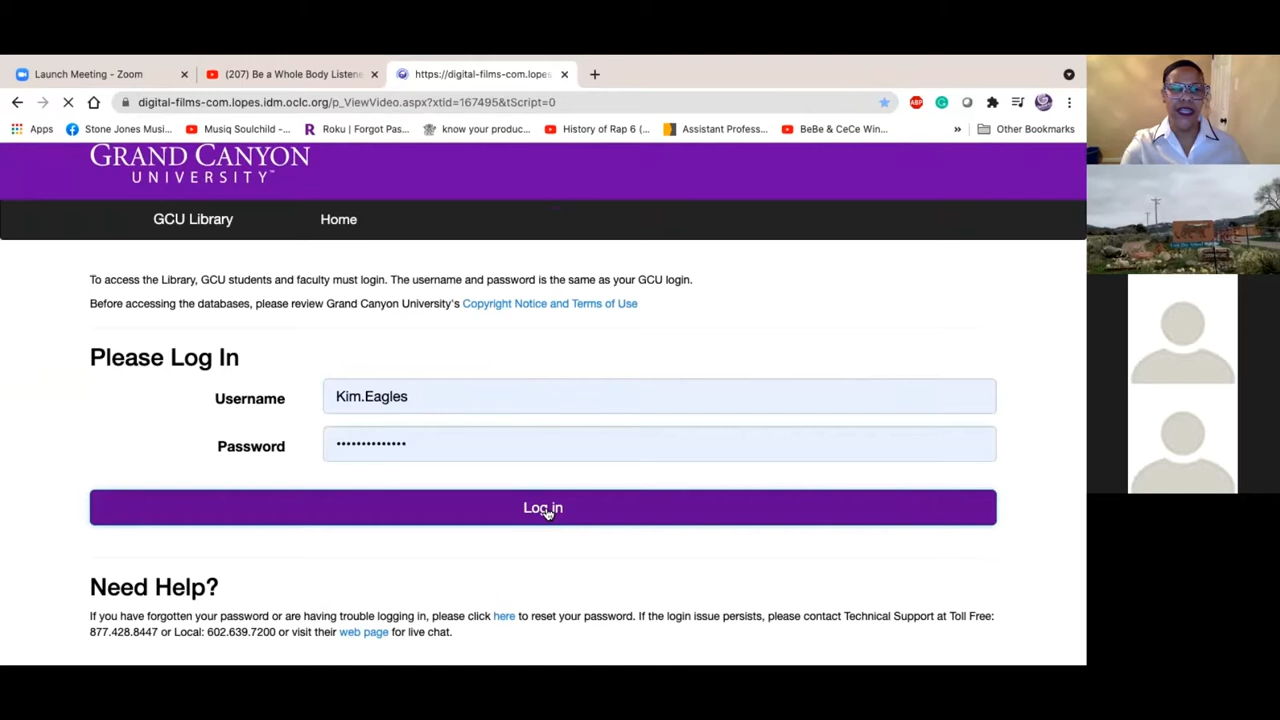 Launch Meeting - Zoom
(207) Be a Whole Body Listene
https://digital-films-com.lopes
digital-films-com.lopes.idm.oclc.org/p_ViewVideo.aspx?xtid=167495&tScript=0
ABP
Apps
Stone Jones Musi...
Musiq Soulchild -...
Roku | Forgot Pas...
know your produc...
History of Rap 6 (...
Assistant Profess...
BeBe & CeCe Win...
»
Other Bookmarks
GRAND CANYON
UNIVERSITY™
GCU Library
Home
To access the Library, GCU students and faculty must login. The username and password is the same as your GCU login.
Before accessing the databases, please review Grand Canyon University's Copyright Notice and Terms of Use
Please Log In
Username
Kim.Eagles
Password
••••••••••••••
Log in
Need Help?
If you have forgotten your password or are having trouble logging in, please click here to reset your password. If the login issue persists, please contact Technical Support at Toll Free:
877.428.8447 or Local: 602.639.7200 or visit their web page for live chat.